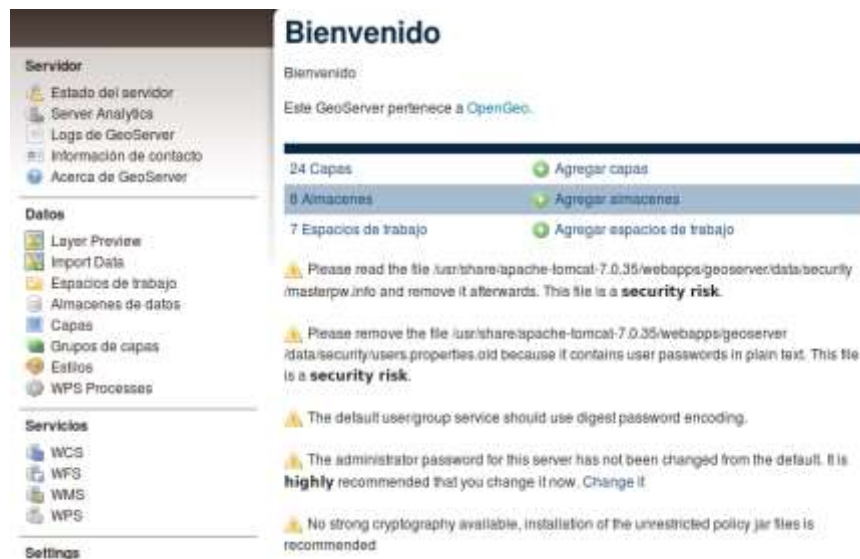 Servidor
Estado del servidor
Server Analytics
Logs de GeoServer
Información de contacto
Acerca de GeoServer
Datos
Layer Preview
Import Data
Espacios de trabajo
Almacenes de datos
Capas
Grupos de capas
Estilos
WPS Processes
Servicios
WCS
WFS
WMS
WPS
Settings
Bienvenido
Bienvenido
Este GeoServer pertenece a OpenGeo.
24 Capas Agregar capas
8 Almacenes Agregar almacenes
7 Espacios de trabajo Agregar espacios de trabajo
Please read the file /usr/share/apache-tomcat-7.0.35/webapps/geoserver/data/security
/masterpw.info and remove it afterwards. This file is a security risk.
Please remove the file /usr/share/apache-tomcat-7.0.35/webapps/geoserver
/data/security/users.properties.old because it contains user passwords in plain text. This file
is a security risk.
The default user/group service should use digest password encoding.
The administrator password for this server has not been changed from the default. It is
highly recommended that you change it now. Change it
No strong cryptography available, installation of the unrestricted policy jar files is
recommended